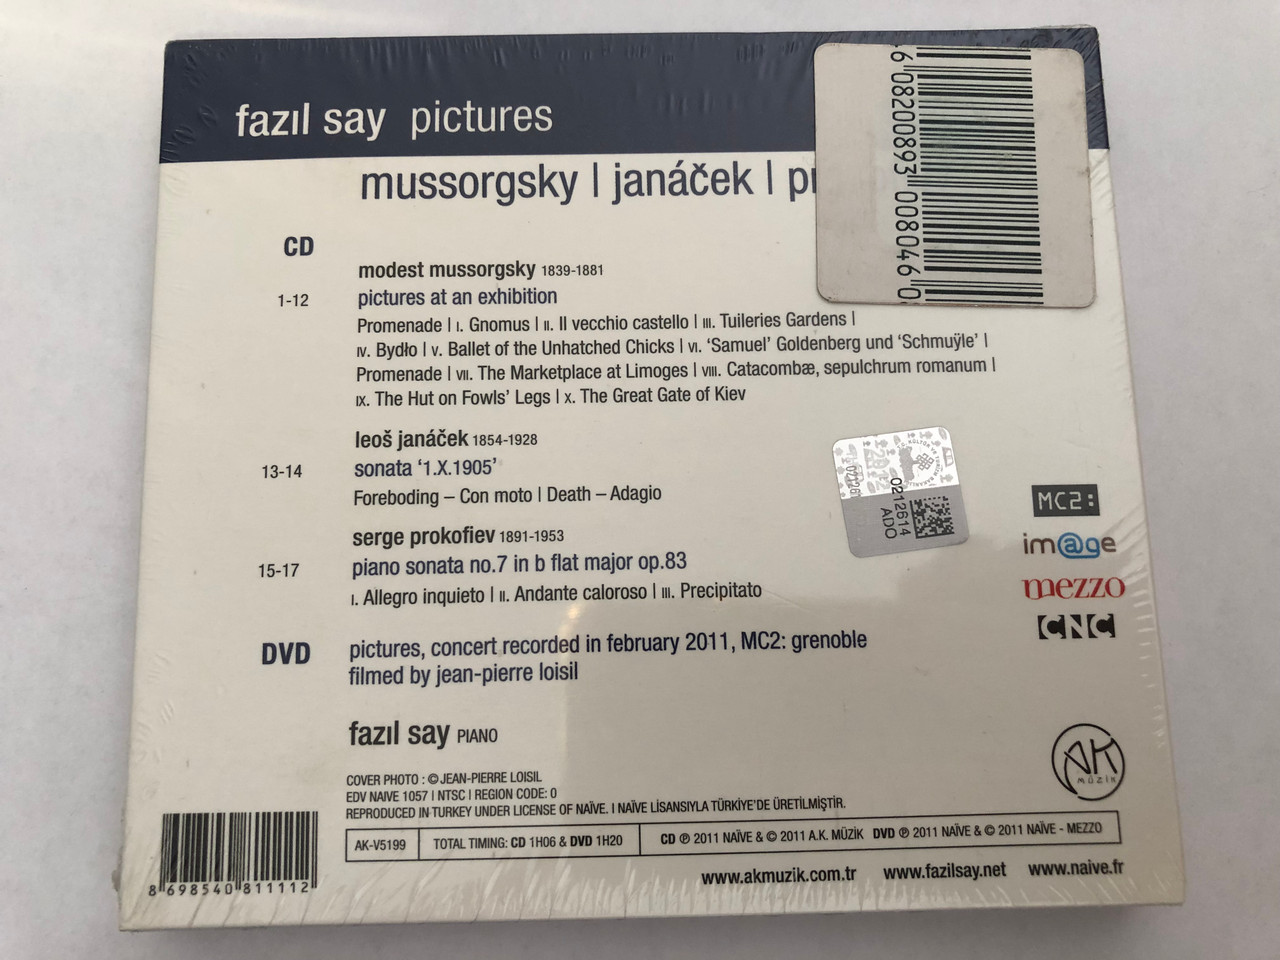 fazıl say pictures
mussorgsky | janáček |
6 08200893 008046 0
CD
modest mussorgsky 1839-1881
1-12 pictures at an exhibition
Promenade | I. Gnomus | II. Il vecchio castello | III. Tuileries Gardens |
IV. Bydło | V. Ballet of the Unhatched Chicks | VI. ‘Samuel’ Goldenberg und ‘Schmuÿle’ |
Promenade | VII. The Marketplace at Limoges | VIII. Catacombæ, sepulchrum romanum |
IX. The Hut on Fowls’ Legs | X. The Great Gate of Kiev
leoš janáček 1854-1928
13-14 sonata ‘1.X.1905’
Foreboding – Con moto | Death – Adagio
serge prokofiev 1891-1953
15-17 piano sonata no.7 in b flat major op.83
I. Allegro inquieto | II. Andante caloroso | III. Precipitato
0212614
ADO
MC2:
im@ge
mezzo
CNC
DVD pictures, concert recorded in february 2011, MC2: grenoble
filmed by jean-pierre loisil
fazıl say PIANO
AK
MÜZİK
COVER PHOTO : © JEAN-PIERRE LOISIL
EDV NAIVE 1057 | NTSC | REGION CODE: 0
REPRODUCED IN TURKEY UNDER LICENSE OF NAÏVE. | NAÏVE LİSANSIYLA TÜRKİYE'DE ÜRETİLMİŞTİR.
AK-V5199 TOTAL TIMING: CD 1H06 & DVD 1H20 CD ℗ 2011 NAÏVE & © 2011 A.K. MÜZİK DVD ℗ 2011 NAÏVE & © 2011 NAÏVE - MEZZO
8 698540 811112
www.akmuzik.com.tr www.fazilsay.net www.naive.fr